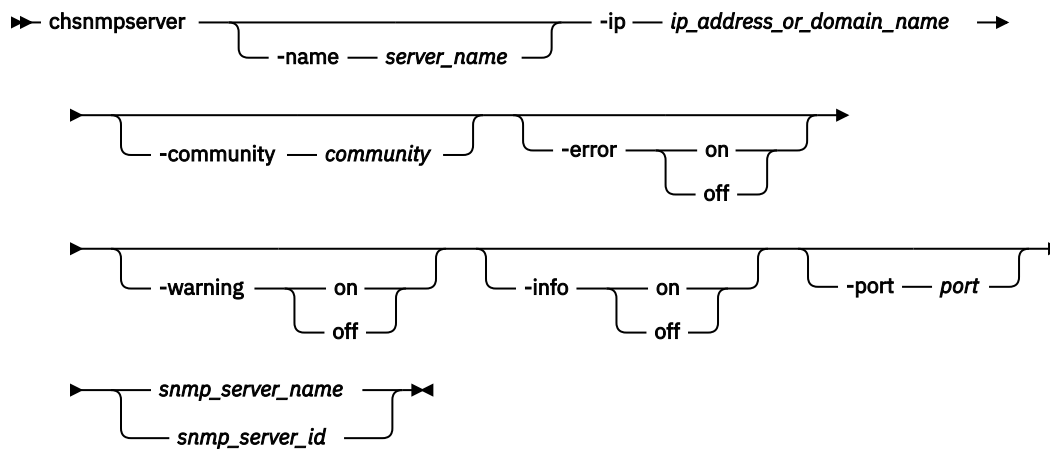 chsnmpserver -ip ip_address_or_domain_name
-name server_name
-community community -error on
off
-warning on -info on -port port
off off
snmp_server_name
snmp_server_id